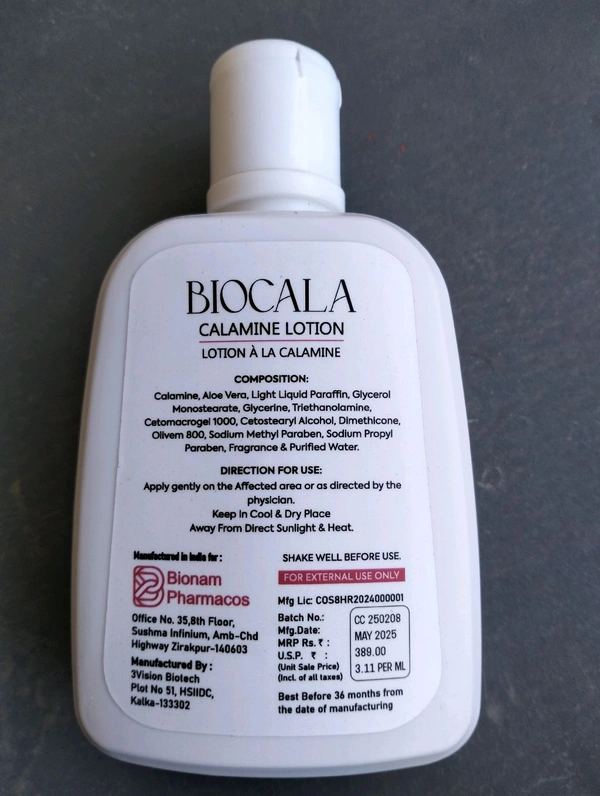 BIOCALA
CALAMINE LOTION
LOTION À LA CALAMINE
COMPOSITION:
Calamine, Aloe Vera, Light Liquid Paraffin, Glycerol
Monostearate, Glycerine, Triethanolamine,
Cetomacrogel 1000, Cetostearyl Alcohol, Dimethicone,
Olivem 800, Sodium Methyl Paraben, Sodium Propyl
Paraben, Fragrance & Purified Water.
DIRECTION FOR USE:
Apply gently on the Affected area or as directed by the
physician.
Keep In Cool & Dry Place
Away From Direct Sunlight & Heat.
Manufactured in India for :
Bionam
Pharmacos
Office No. 35,8th Floor,
Sushma Infinium, Amb-Chd
Highway Zirakpur-140603
Manufactured By :
3Vision Biotech
Plot No 51, HSIIDC,
Kalka-133302
SHAKE WELL BEFORE USE.
FOR EXTERNAL USE ONLY
Mfg Lic: COS8HR2024000001
Batch No.: CC 250208
Mfg.Date: MAY 2025
MRP Rs. ₹ : 389.00
U.S.P. ₹ : 3.11 PER ML
(Unit Sale Price)
(Incl. of all taxes)
Best Before 36 months from
the date of manufacturing